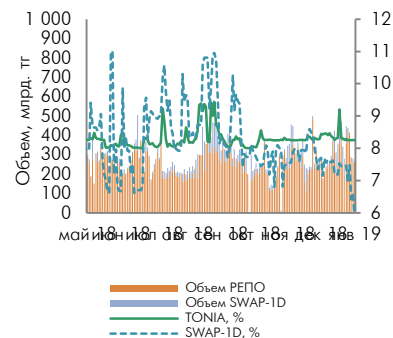 1 000
900
800
700
600
500
400
300
200
100
0
Объем, млрд. тг
12
11
10
9
8
7
6
май 18
июн 18
июл 18
авг 18
сен 18
окт 18
ноя 18
дек 18
янв 19
Объем РЕПО
Объем SWAP-1D
TONIA, %
SWAP-1D, %